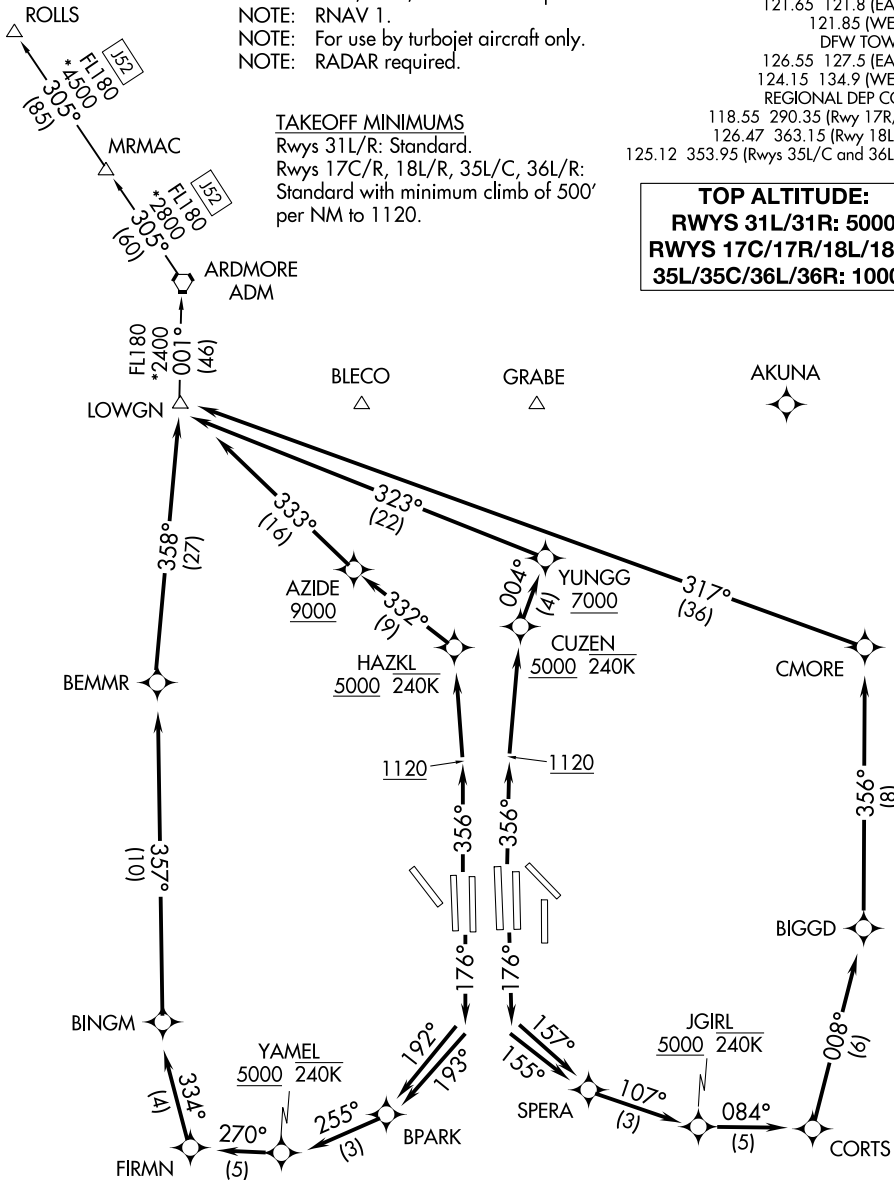 NOTE: RNAV 1.
NOTE: For use by turbojet aircraft only.
NOTE: RADAR required.
121.65 121.8
121.85
DFW
126.55 127.5
124.15 134.9
REGIONAL DEP
118.55 290.35 (Rwy 17R/
126.47 363.15 (Rwy 18L
125.12 353.95 (Rwys 35L/C and 36L
TAKEOFF MINIMUMS
Rwys 31L/R: Standard.
Rwys 17C/R, 18L/R, 35L/C, 36L/R:
Standard with minimum climb of 500'
per NM to 1120.
TOP ALTITUDE:
RWYS 31L/31R: 5000
RWYS 17C/17R/18L/18
35L/35C/36L/36R:
ROLLS
J52
FL180
*4500
305°
(85)
MRMAC
J52
FL180
*2800
305°
(60)
ARDMORE
ADM
FL180
*2400
001°
(46)
LOWGN
BLECO
GRABE
AKUNA
358°
(27)
333°
(16)
323°
(22)
317°
(36)
AZIDE
9000
332°
(9)
YUNGG
7000
004°
(4)
HAZKL
5000 240K
CUZEN
5000 240K
CMORE
BEMMR
1120
1120
356°
356°
356°
(8)
357°
(10)
BIGGD
176°
176°
BINGM
YAMEL
5000 240K
192°
193°
157°
155°
JGIRL
5000 240K
008°
(9)
334°
(4)
FIRMN
270°
(5)
255°
(3)
BPARK
SPERA
107°
(3)
084°
(5)
CORTS